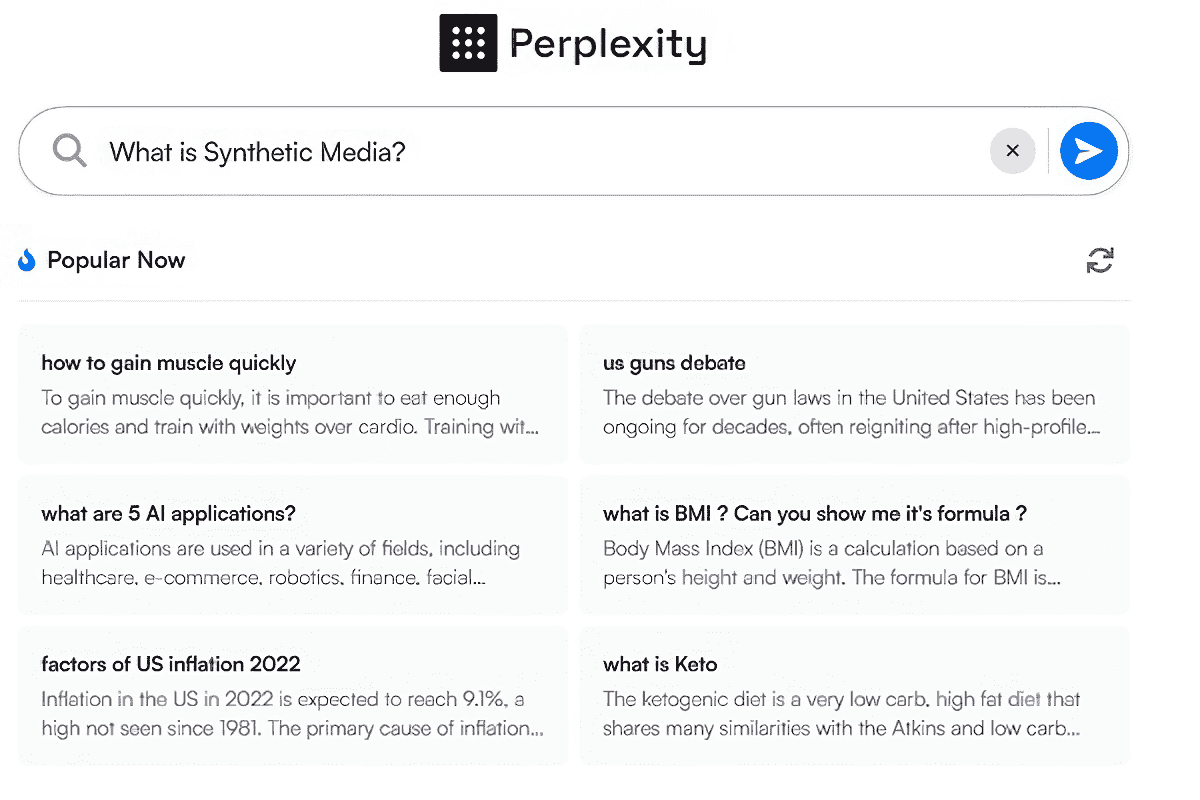 Perplexity
What is Synthetic Media?
Popular Now
how to gain muscle quickly
To gain muscle quickly, it is important to eat enough
calories and train with weights over cardio. Training wit...
us guns debate
The debate over gun laws in the United States has been
ongoing for decades, often reigniting after high-profile...
what are 5 AI applications?
AI applications are used in a variety of fields, including
healthcare, e-commerce, robotics, finance, facial...
what is BMI ? Can you show me it's formula ?
Body Mass Index (BMI) is a calculation based on a
person's height and weight. The formula for BMI is...
factors of US inflation 2022
Inflation in the US in 2022 is expected to reach 9.1%, a
high not seen since 1981. The primary cause of inflation...
what is Keto
The ketogenic diet is a very low carb, high fat diet that
shares many similarities with the Atkins and low carb...